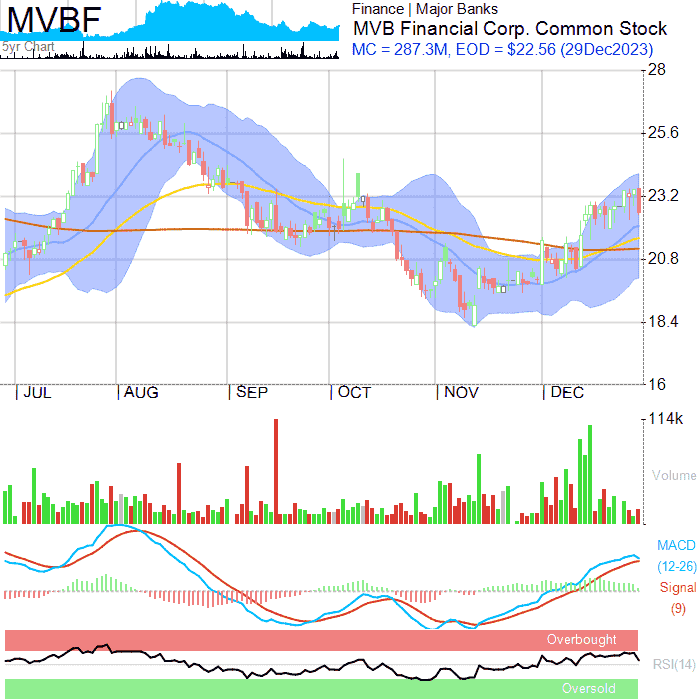 MVBF
5yr Chart
Finance | Major Banks
MVB Financial Corp. Common Stock
MC = 287.3M, EOD = $22.56 (29Dec2023)
28
25.6
23.2
20.8
18.4
16
JUL AUG SEP OCT NOV DEC
114k
Volume
MACD
(12-26)
Signal
(9)
Overbought
RSI(14)
Oversold